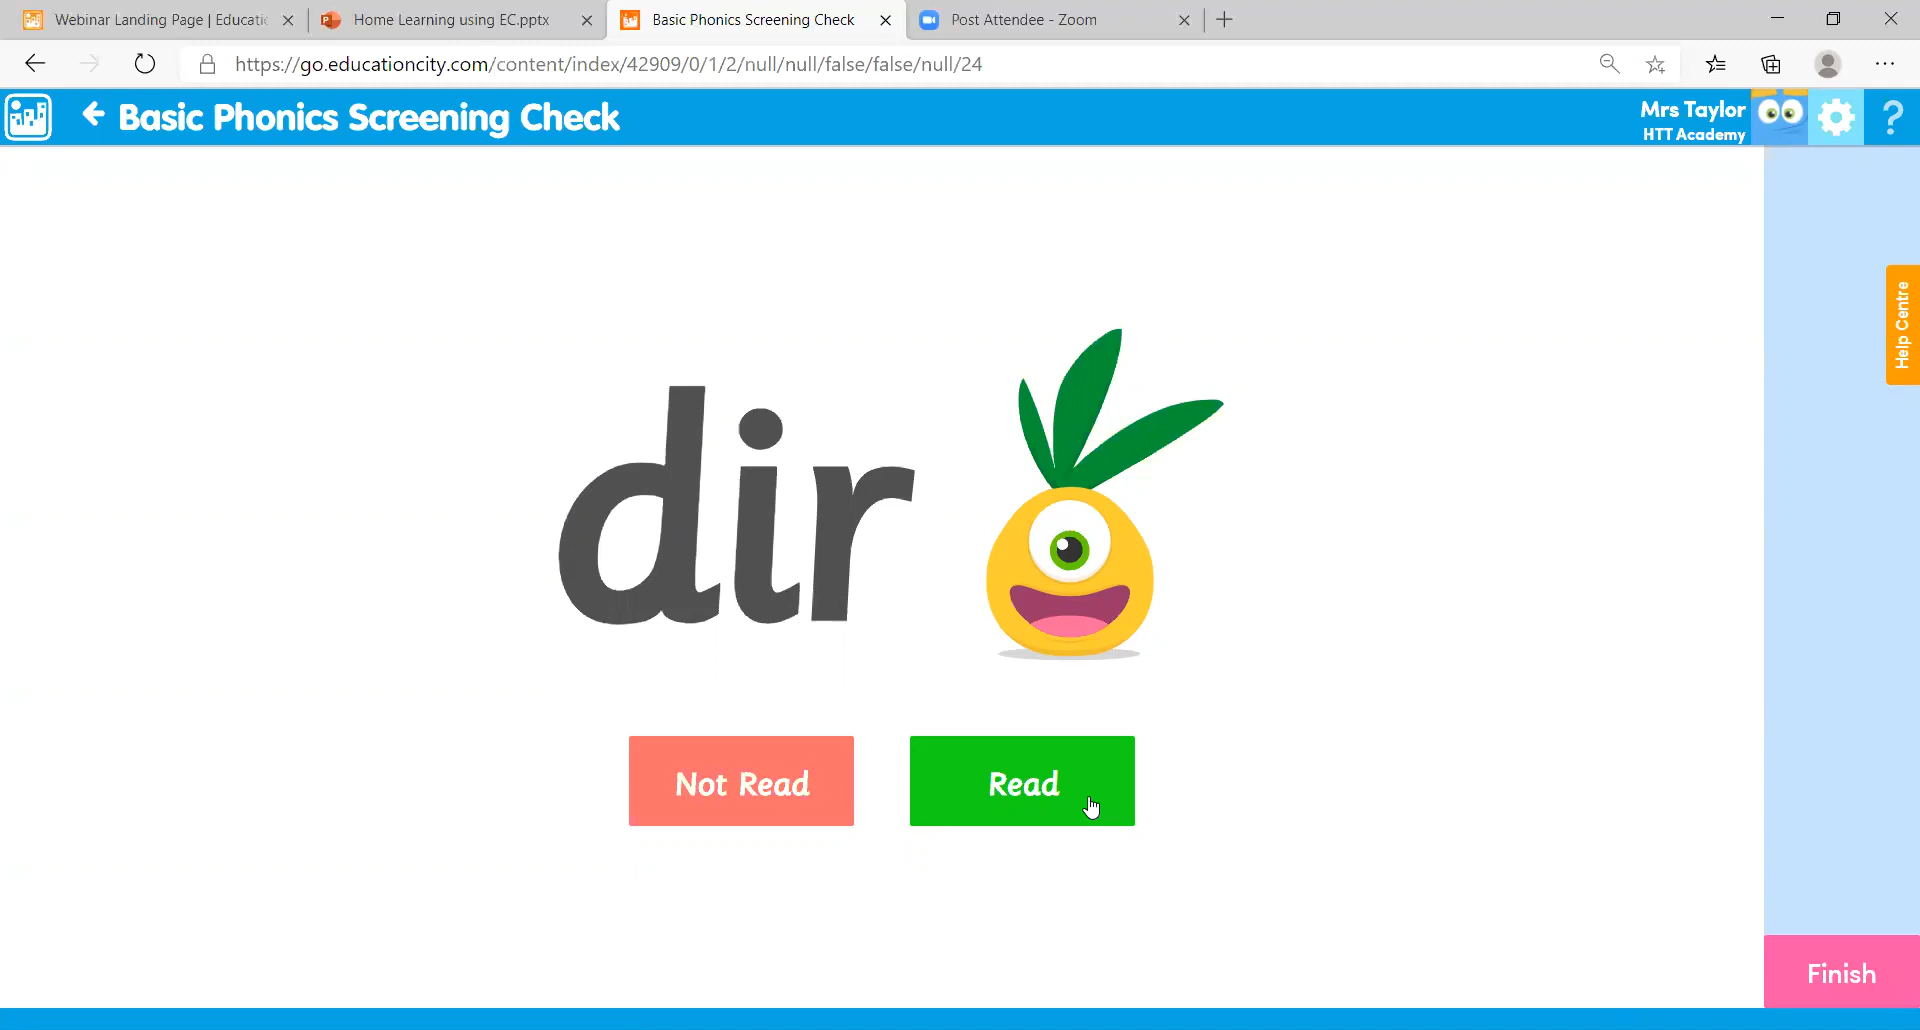 Webinar Landing Page | Educatic
Home Learning using EC.pptx
Basic Phonics Screening Check
Post Attendee - Zoom
https://go.educationcity.com/content/index/42909/0/1/2/null/null/false/false/null/24
Basic Phonics Screening Check
Mrs Taylor
HTT Academy
?
Help Centre
dir
Not Read
Read
Finish